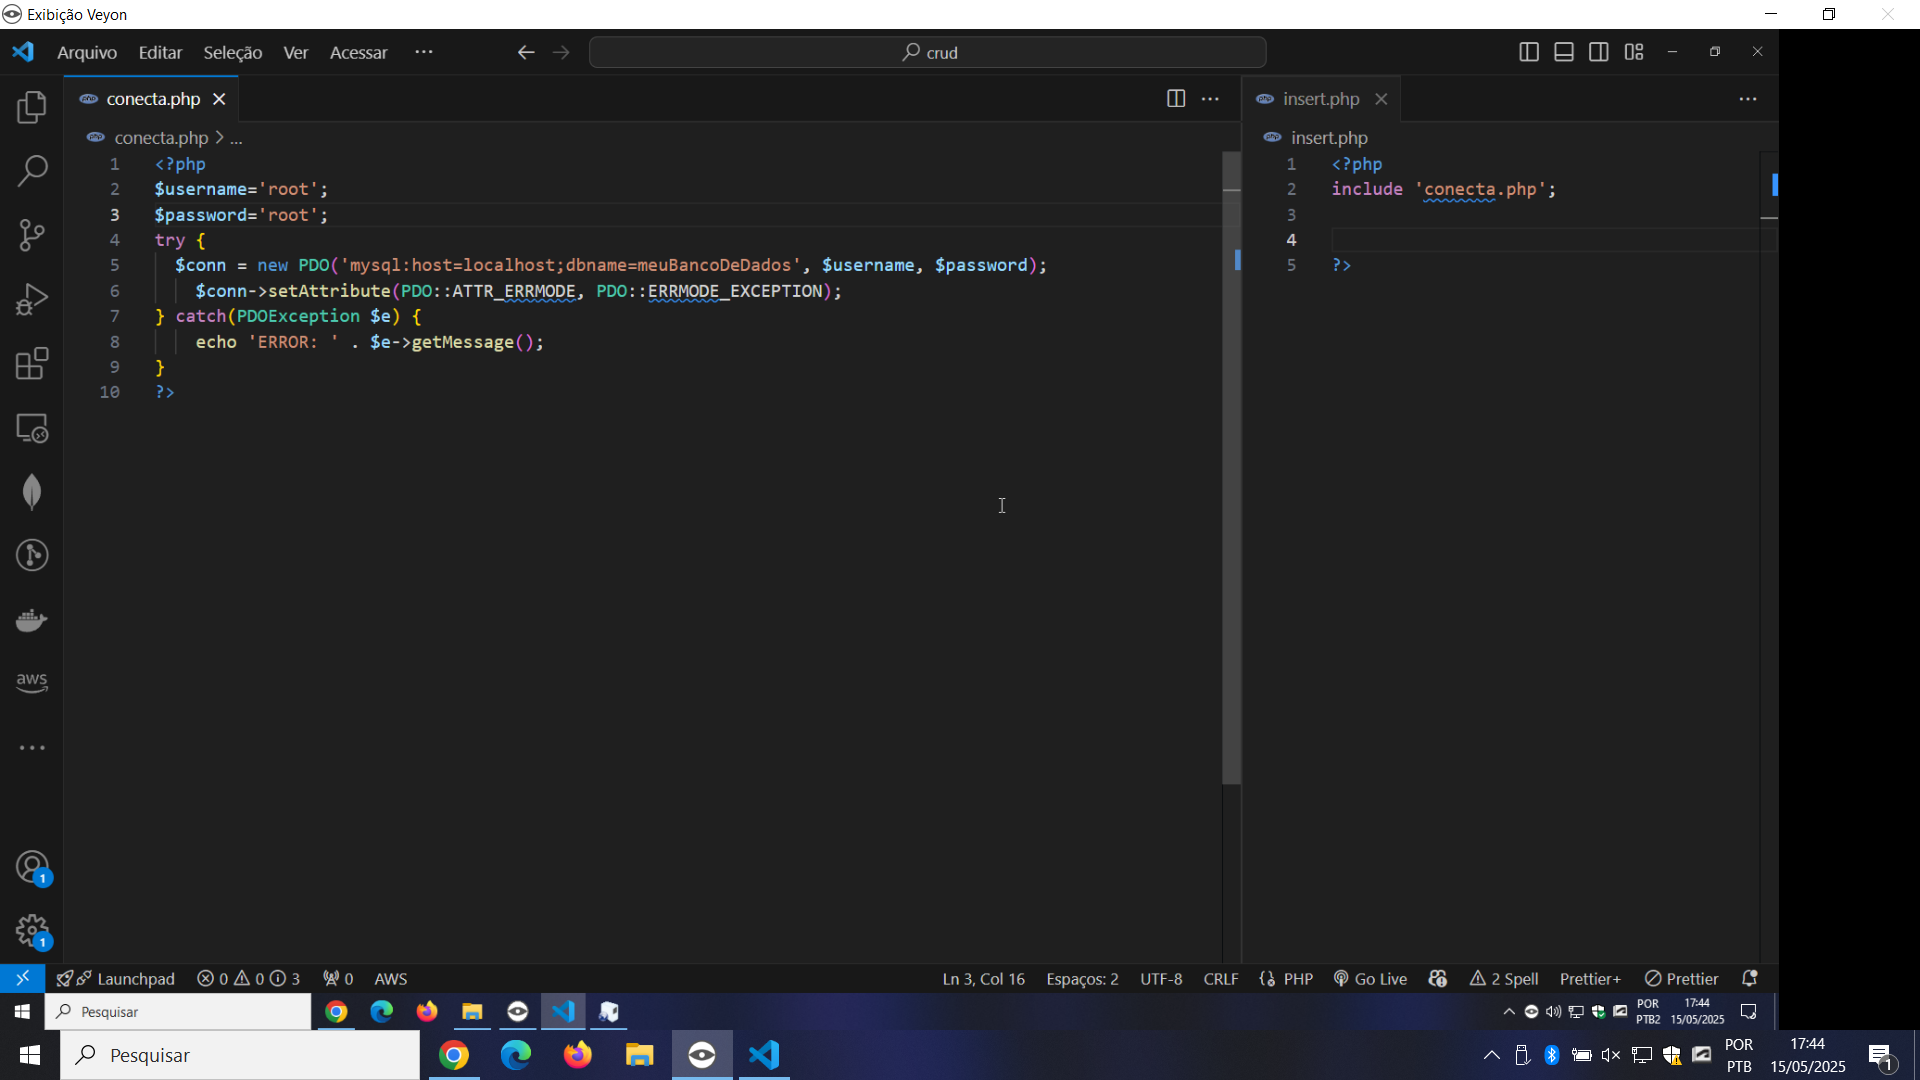 Exibição Veyon
Arquivo Editar Seleção Ver Acessar ··· crud
conecta.php
conecta.php > ...
1 <?php
2 $username='root';
3 $password='root';
4 try {
5 $conn = new PDO('mysql:host=localhost;dbname=meuBancoDeDados', $username, $password);
6 $conn->setAttribute(PDO::ATTR_ERRMODE, PDO::ERRMODE_EXCEPTION);
7 } catch(PDOException $e) {
8 echo 'ERROR: ' . $e->getMessage();
9 }
10 ?>
insert.php
insert.php
1 <?php
2 include 'conecta.php';
3
4
5 ?>
aws
1
1
Launchpad 0 0 3 0 AWS Ln 3, Col 16 Espaços: 2 UTF-8 CRLF {} PHP Go Live 2 Spell Prettier+ Prettier
Pesquisar
POR
PTB2
17:44
15/05/2025
Pesquisar
POR
PTB
17:44
15/05/2025
1